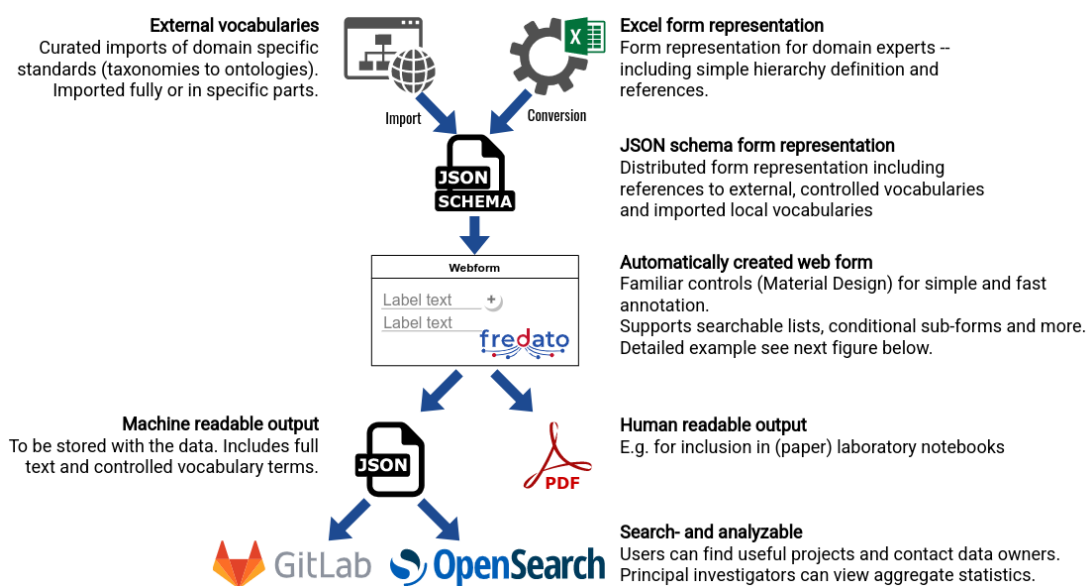 External vocabularies
Curated imports of domain specific
standards (taxonomies to ontologies).
Imported fully or in specific parts.
Import
X
Conversion
Excel form representation
Form representation for domain experts --
including simple hierarchy definition and
references.
JSON
SCHEMA
JSON schema form representation
Distributed form representation including
references to external, controlled vocabularies
and imported local vocabularies
Webform
Label text
+
Label text
fredato
Automatically created web form
Familiar controls (Material Design) for simple and fast
annotation.
Supports searchable lists, conditional sub-forms and more.
Detailed example see next figure below.
Machine readable output
To be stored with the data. Includes full
text and controlled vocabulary terms.
JSON
PDF
Human readable output
E.g. for inclusion in (paper) laboratory notebooks
GitLab
OpenSearch
Search- and analyzable
Users can find useful projects and contact data owners.
Principal investigators can view aggregate statistics.